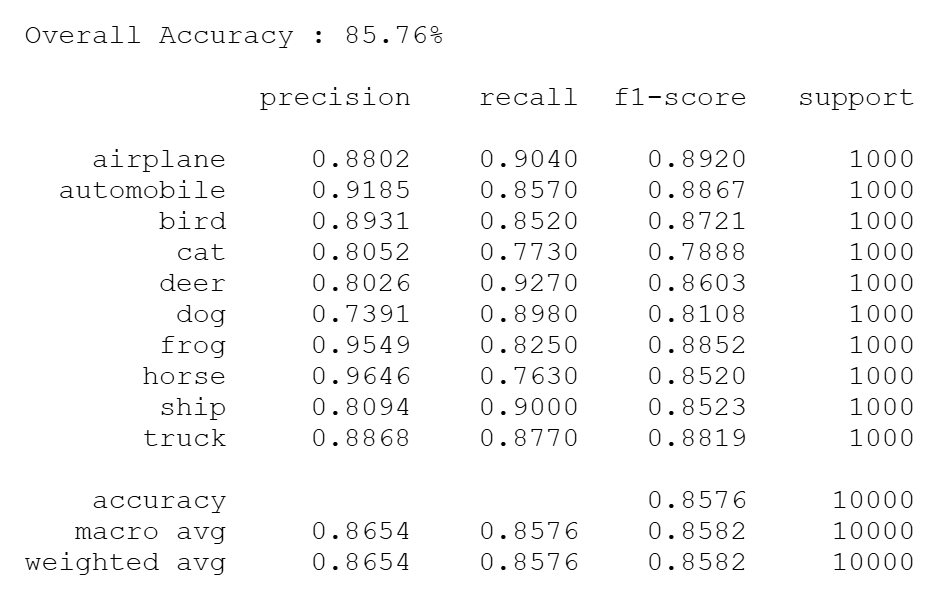 Overall Accuracy : 85.76%
precision recall f1-score support
airplane 0.8802 0.9040 0.8920 1000
automobile 0.9185 0.8570 0.8867 1000
bird 0.8931 0.8520 0.8721 1000
cat 0.8052 0.7730 0.7888 1000
deer 0.8026 0.9270 0.8603 1000
dog 0.7391 0.8980 0.8108 1000
frog 0.9549 0.8250 0.8852 1000
horse 0.9646 0.7630 0.8520 1000
ship 0.8094 0.9000 0.8523 1000
truck 0.8868 0.8770 0.8819 1000
accuracy 0.8576 10000
macro avg 0.8654 0.8576 0.8582 10000
weighted avg 0.8654 0.8576 0.8582 10000